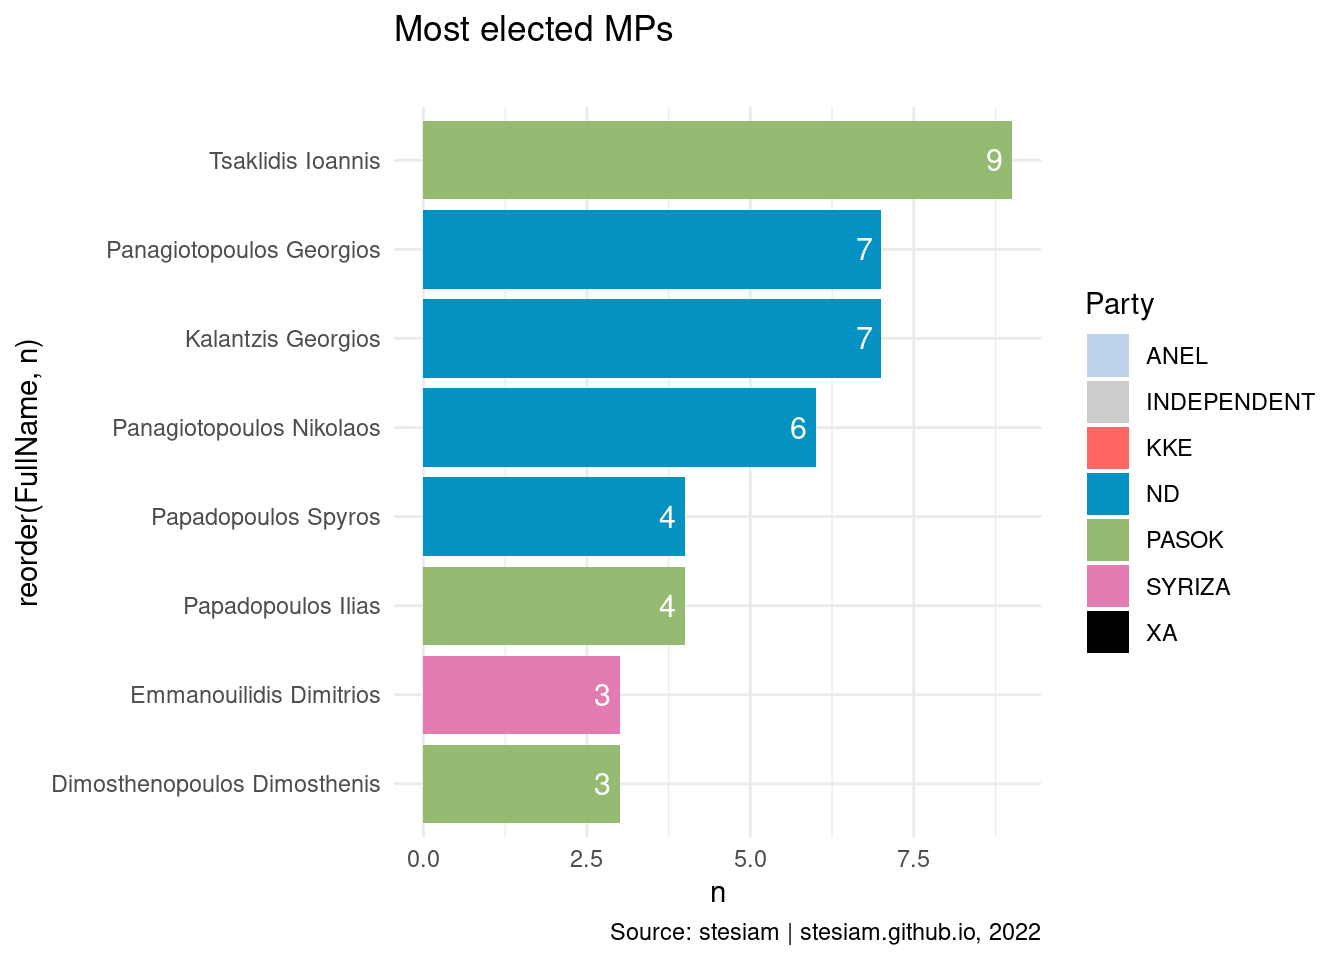 Most elected MPs
reorder(FullName, n)
Tsaklidis Ioannis
9
Panagiotopoulos Georgios
7
Kalantzis Georgios
7
Panagiotopoulos Nikolaos
6
Papadopoulos Spyros
4
Papadopoulos Ilias
4
Emmanouilidis Dimitrios
3
Dimosthenopoulos Dimosthenis
3
0.0 2.5 5.0 7.5
n
Party
ANEL
INDEPENDENT
KKE
ND
PASOK
SYRIZA
XA
Source: stesiam | stesiam.github.io, 2022